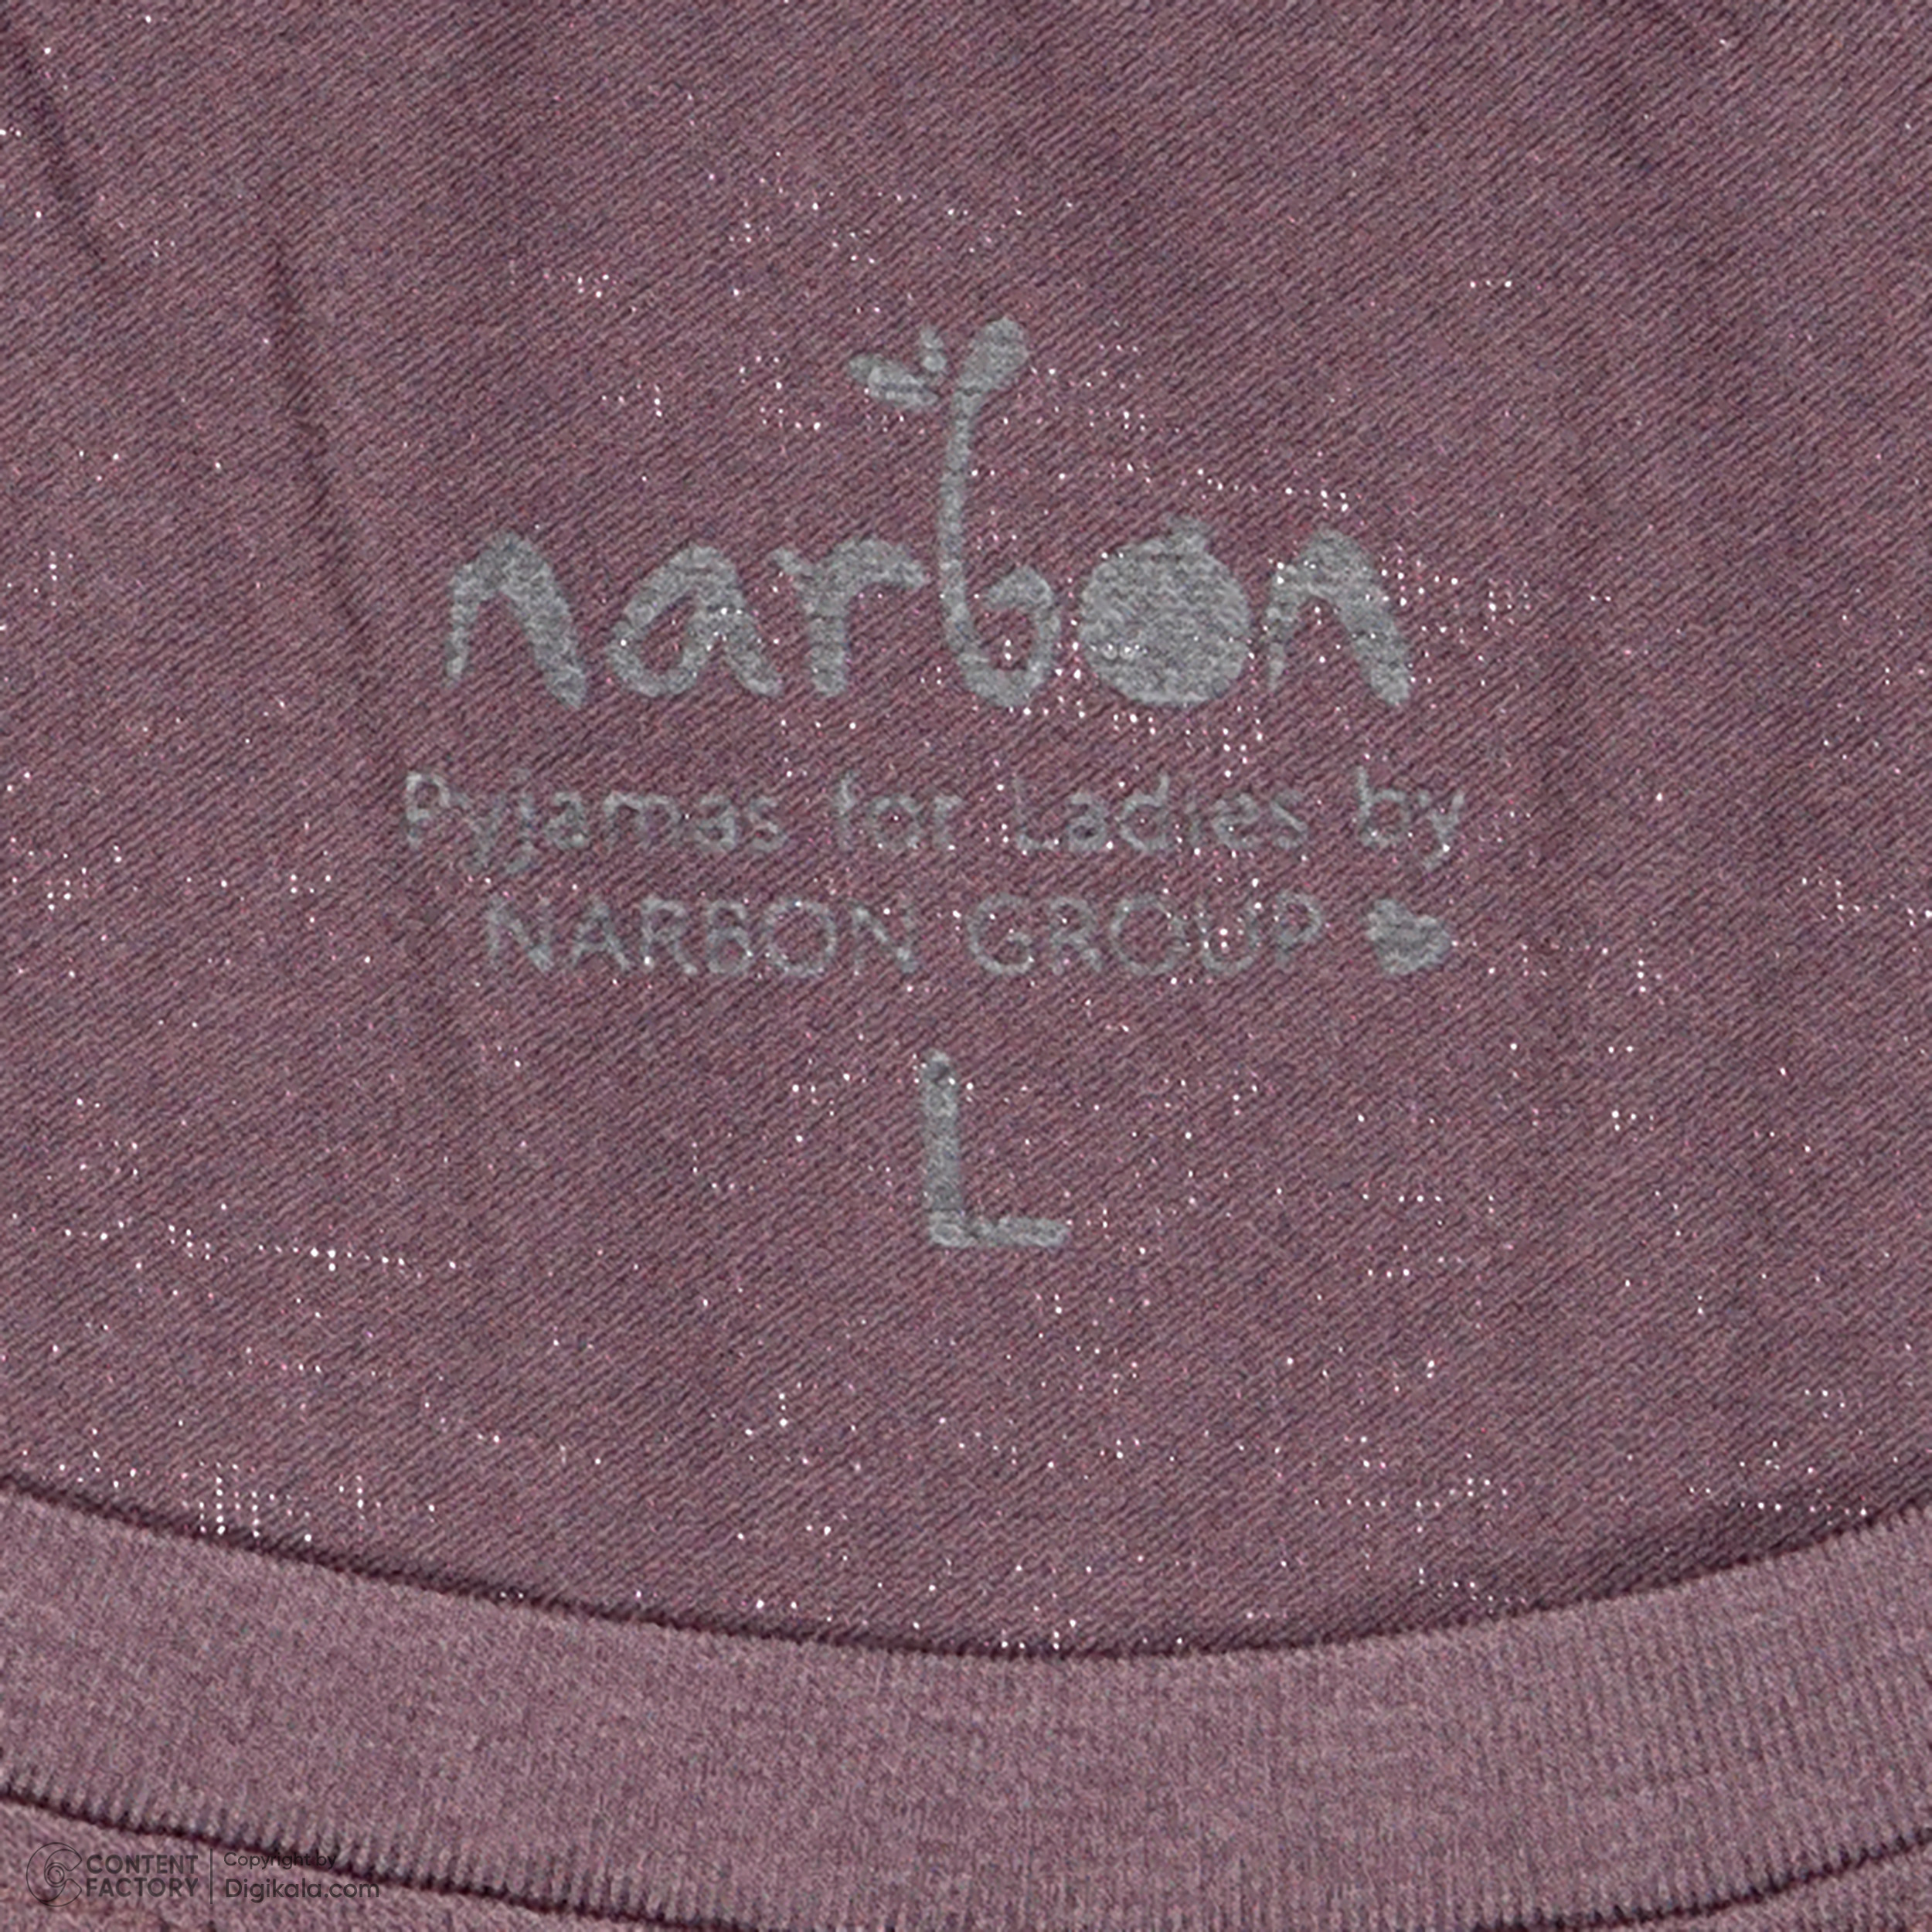 narbon
Pyjamas for Ladies by
NARBON GROUP
L
CONTENT
FACTORY
Copyright by
Digikala.com